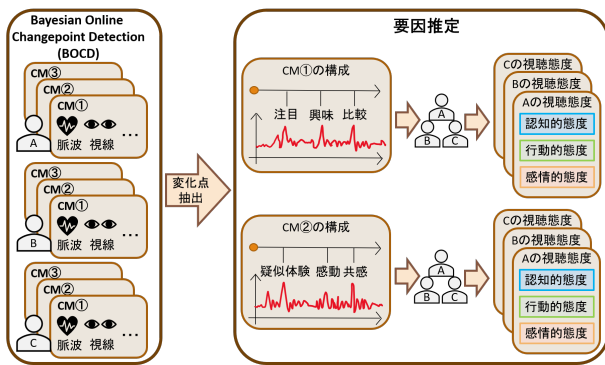 Bayesian Online
Changepoint Detection
(BOCD)
CM③
CM②
CM①
脈波 視線 …
A
CM③
CM②
CM①
脈波 視線 …
B
CM③
CM②
CM①
脈波 視線 …
C
変化点
抽出
要因推定
CM①の構成
注目 興味 比較
A
B C
Cの視聴態度
Bの視聴態度
Aの視聴態度
認知的態度
行動的態度
感情的態度
CM②の構成
疑似体験 感動 共感
A
B C
Cの視聴態度
Bの視聴態度
Aの視聴態度
認知的態度
行動的態度
感情的態度